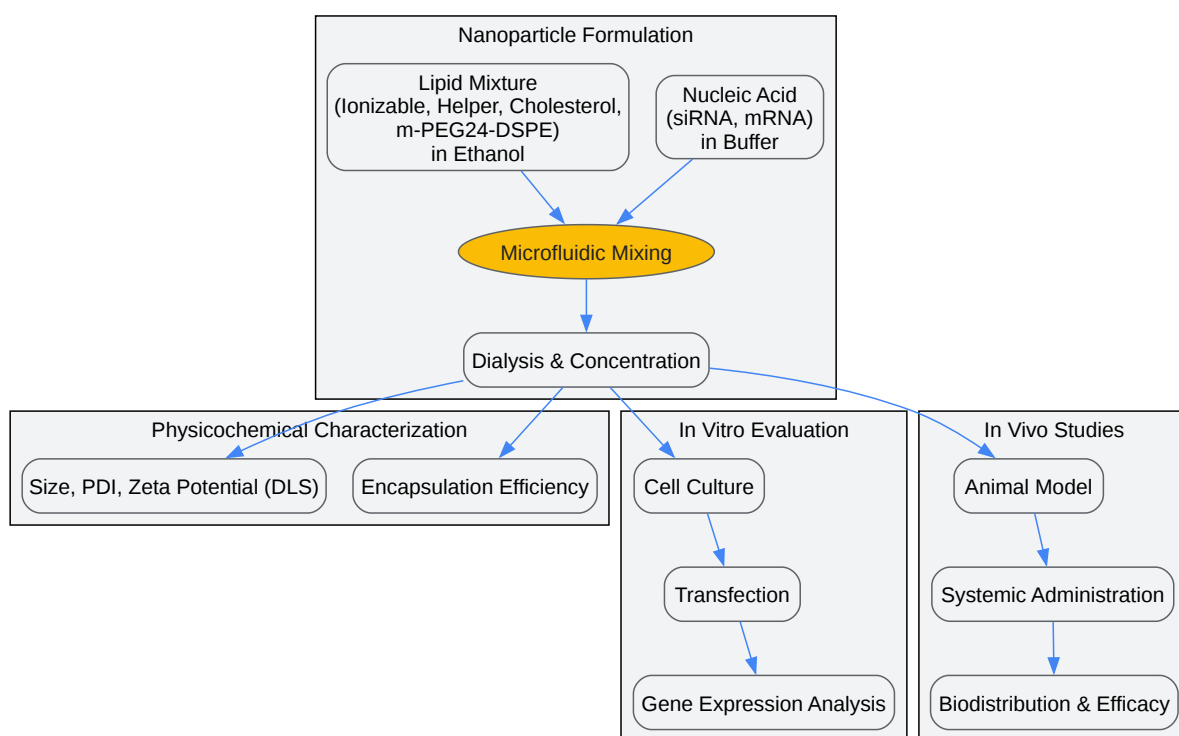 Nanoparticle Formulation
Lipid Mixture
(Ionizable, Helper, Cholesterol,
m-PEG24-DSPE)
in Ethanol
Nucleic Acid
(siRNA, mRNA)
in Buffer
Microfluidic Mixing
Dialysis & Concentration
Physicochemical Characterization
Size, PDI, Zeta Potential (DLS)
Encapsulation Efficiency
In Vitro Evaluation
Cell Culture
Transfection
Gene Expression Analysis
In Vivo Studies
Animal Model
Systemic Administration
Biodistribution & Efficacy